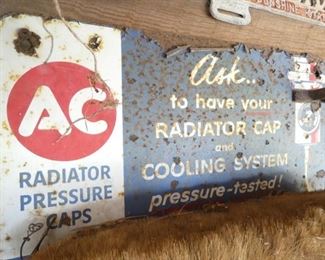 AC
RADIATOR
PRESSURE
CAPS
Ask..
to have your
RADIATOR CAP
and
COOLING SYSTEM
pressure-tested!